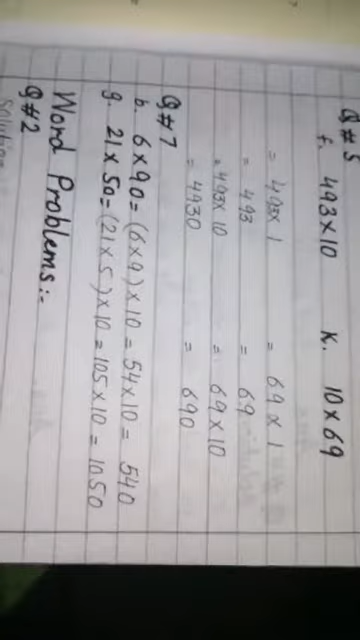 Q#5
f. 493×10 K. 10×69
= 493×1 = 69×1
= 493 = 69
= 493×10 = 69×10
= 4930 = 690
Q#7
b. 6×90=(6×9)×10=54×10=540
g. 21×50=(21×5)×10=105×10=1050
Word Problems:-
Q#2
Solution